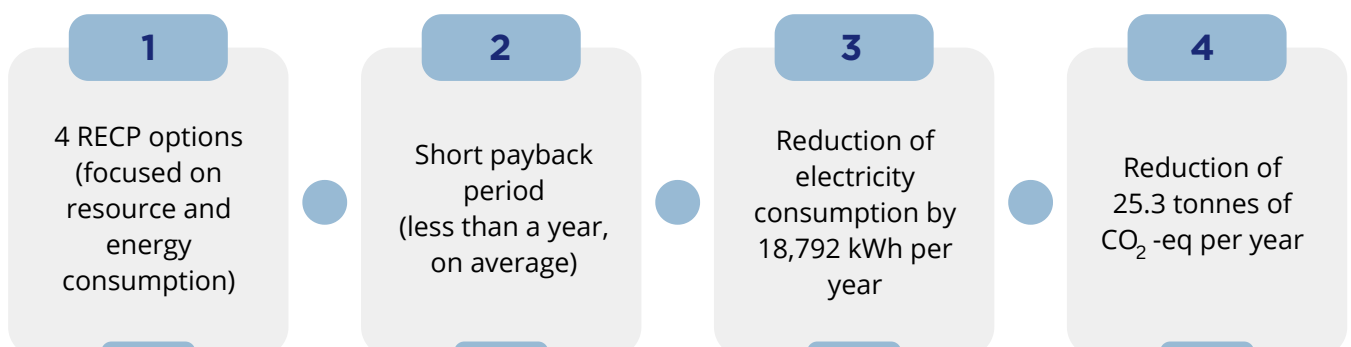 1
4 RECP options
(focused on
resource and
energy
consumption)
2
Short payback
period
(less than a year,
on average)
3
Reduction of
electricity
consumption by
18,792 kWh per
year
4
Reduction of
25.3 tonnes of
CO₂ -eq per year